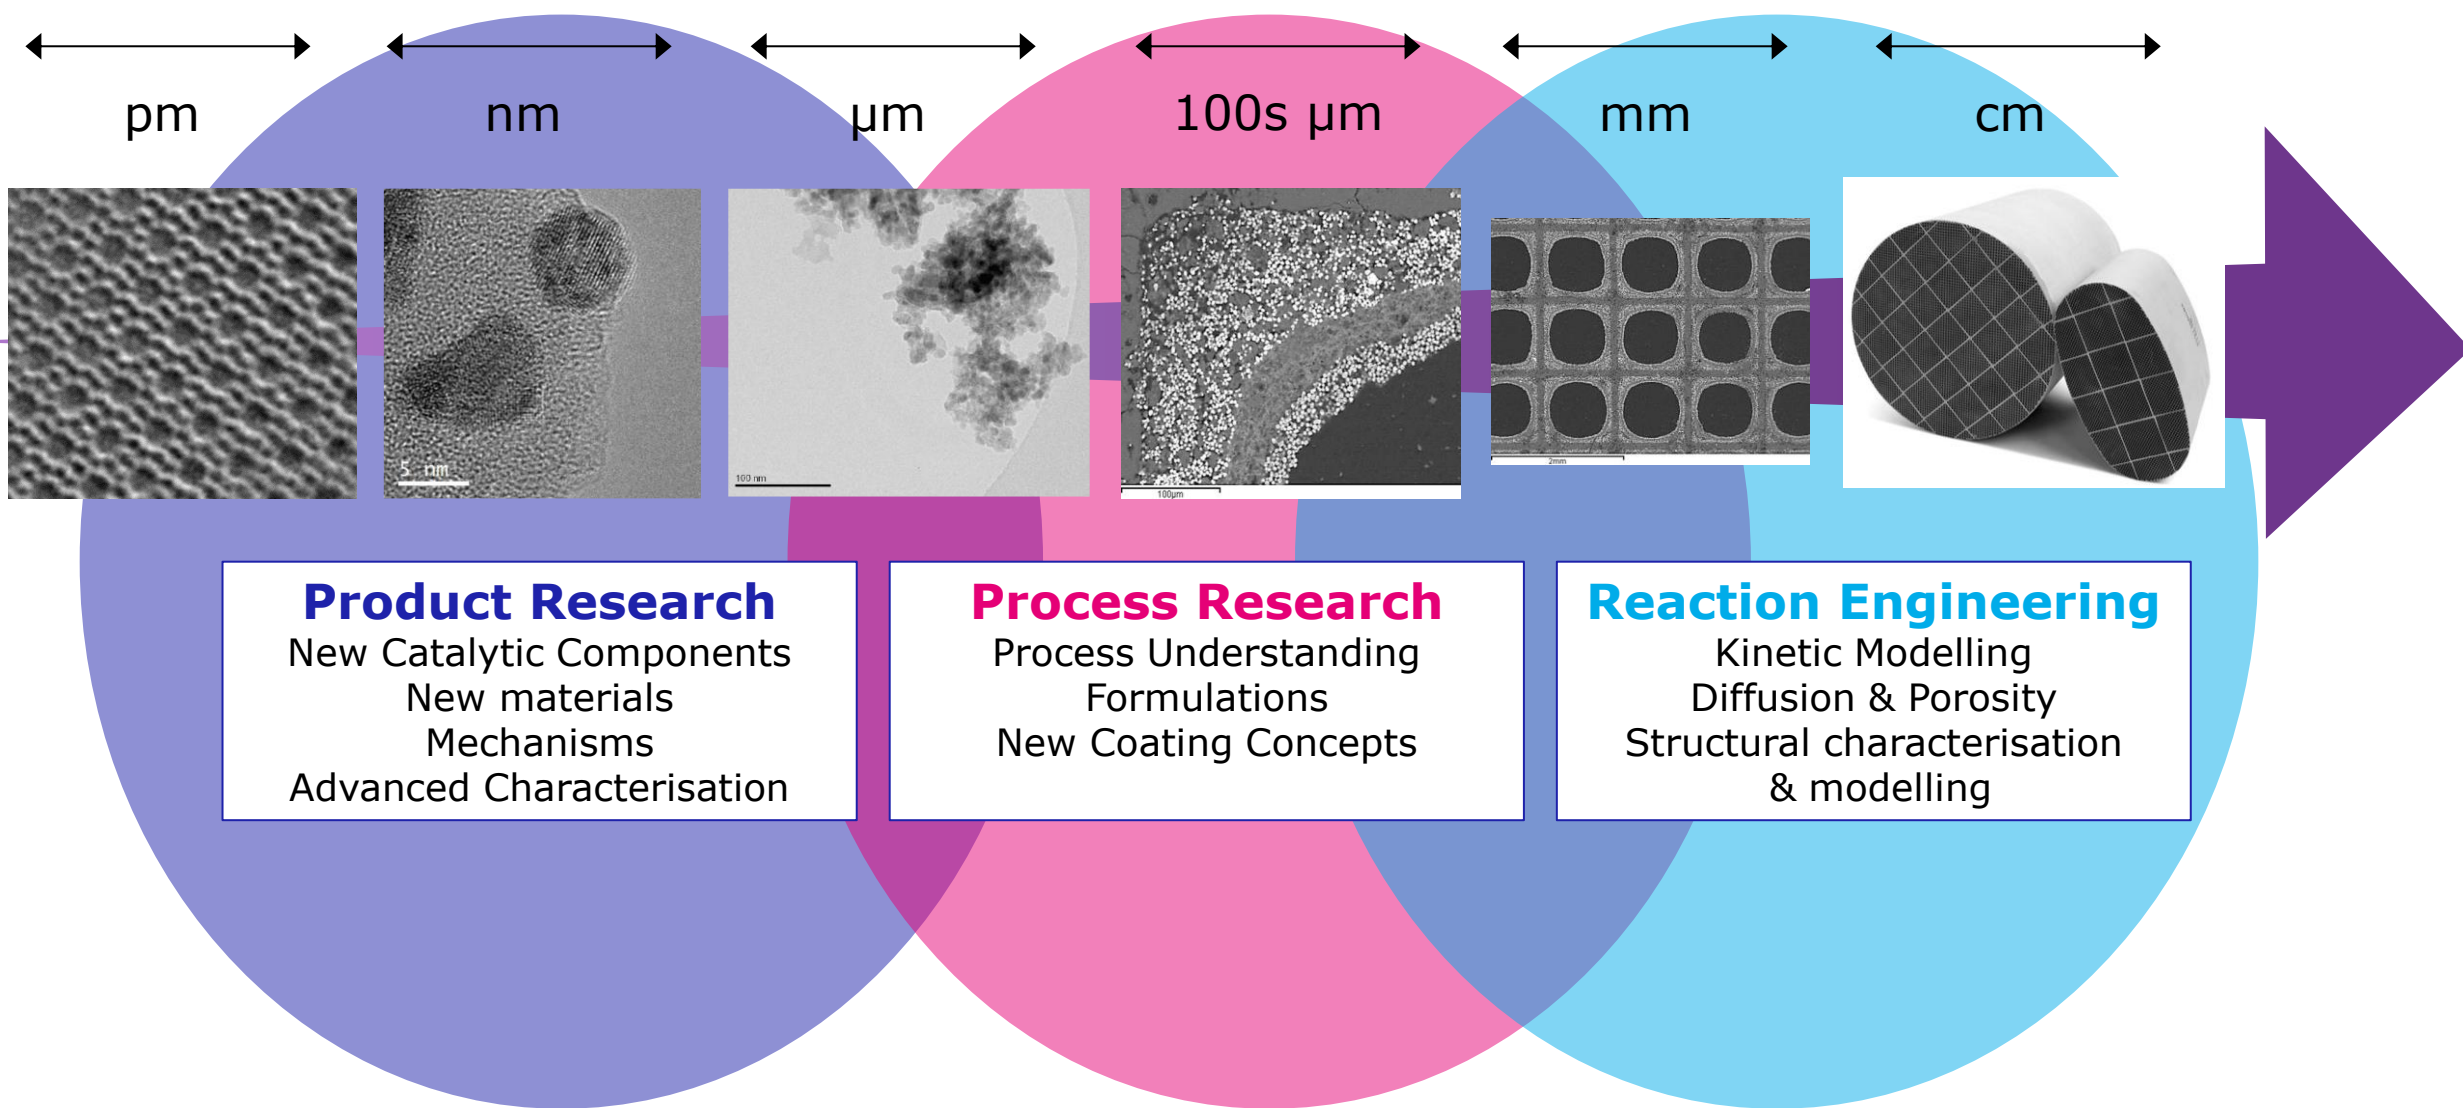 pm nm µm 100s µm mm cm
5 nm
100 nm
100µm
2mm
Product Research
New Catalytic Components
New materials
Mechanisms
Advanced Characterisation
Process Research
Process Understanding
Formulations
New Coating Concepts
Reaction Engineering
Kinetic Modelling
Diffusion & Porosity
Structural characterisation
& modelling